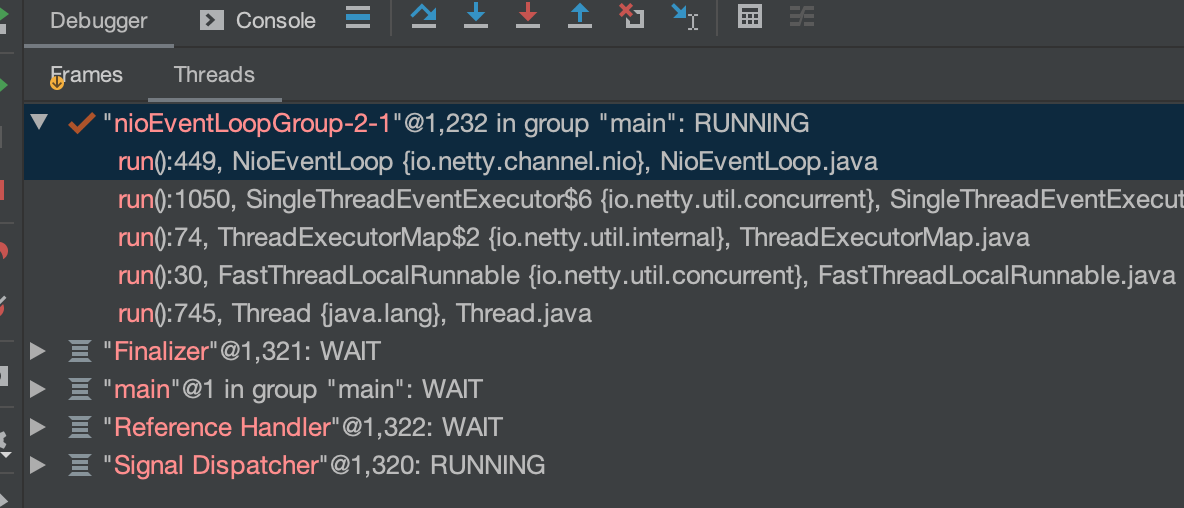 Debugger Console
Frames Threads
"nioEventLoopGroup-2-1"@1,232 in group "main": RUNNING
run():449, NioEventLoop {io.netty.channel.nio}, NioEventLoop.java
run():1050, SingleThreadEventExecutor$6 {io.netty.util.concurrent}, SingleThreadEventExecut
run():74, ThreadExecutorMap$2 {io.netty.util.internal}, ThreadExecutorMap.java
run():30, FastThreadLocalRunnable {io.netty.util.concurrent}, FastThreadLocalRunnable.java
run():745, Thread {java.lang}, Thread.java
"Finalizer"@1,321: WAIT
"main"@1 in group "main": WAIT
"Reference Handler"@1,322: WAIT
"Signal Dispatcher"@1,320: RUNNING